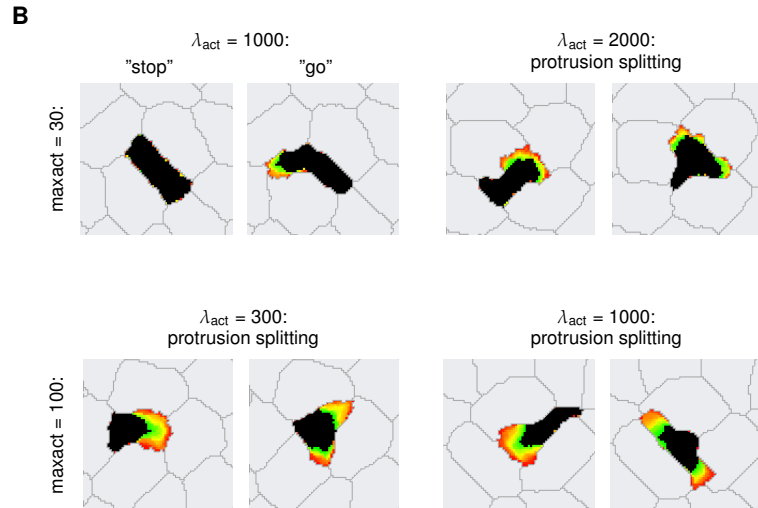 B
λact = 1000:
"stop" "go"
λact = 2000:
protrusion splitting
maxact = 30:
λact = 300:
protrusion splitting
λact = 1000:
protrusion splitting
maxact = 100: